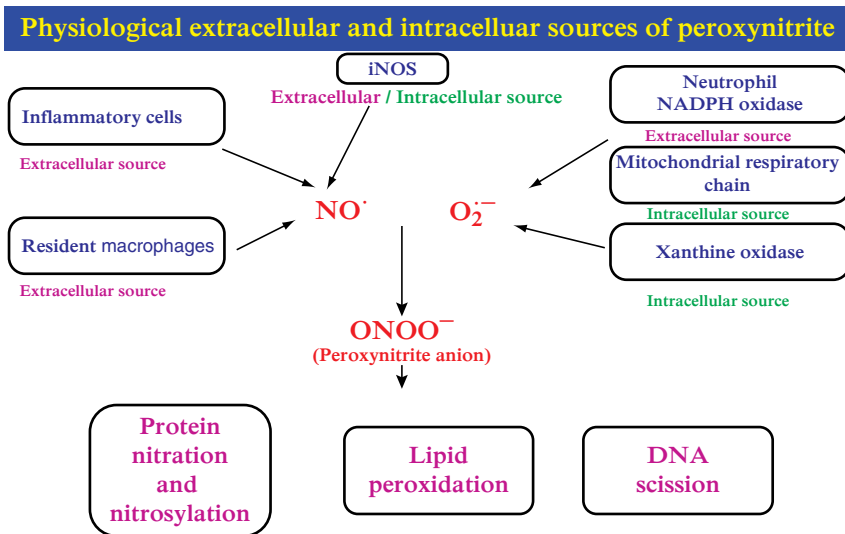 Physiological extracellular and intracelluar sources of peroxynitrite
iNOS
Extracellular / Intracellular source
Inflammatory cells
Extracellular source
Neutrophil
NADPH oxidase
Extracellular source
Mitochondrial respiratory
chain
Intracellular source
NO˙
O₂˙⁻
Resident macrophages
Extracellular source
Xanthine oxidase
Intracellular source
ONOO⁻
(Peroxynitrite anion)
Protein
nitration
and
nitrosylation
Lipid
peroxidation
DNA
scission